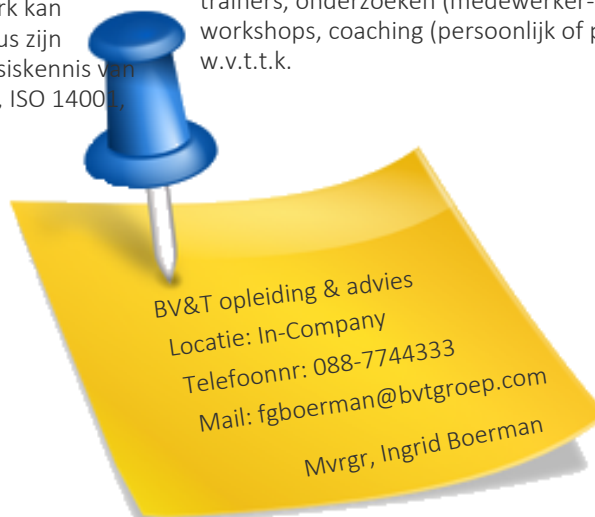 rk kan
us zijn
siskennis van
, ISO 14001,
trainers, onderzoeken (medewerker-
workshops, coaching (persoonlijk of p
w.v.t.t.k.
BV&T opleiding & advies
Locatie: In-Company
Telefoonnr: 088-7744333
Mail: fgboerman@bvtgroep.com
Mvrgr, Ingrid Boerman